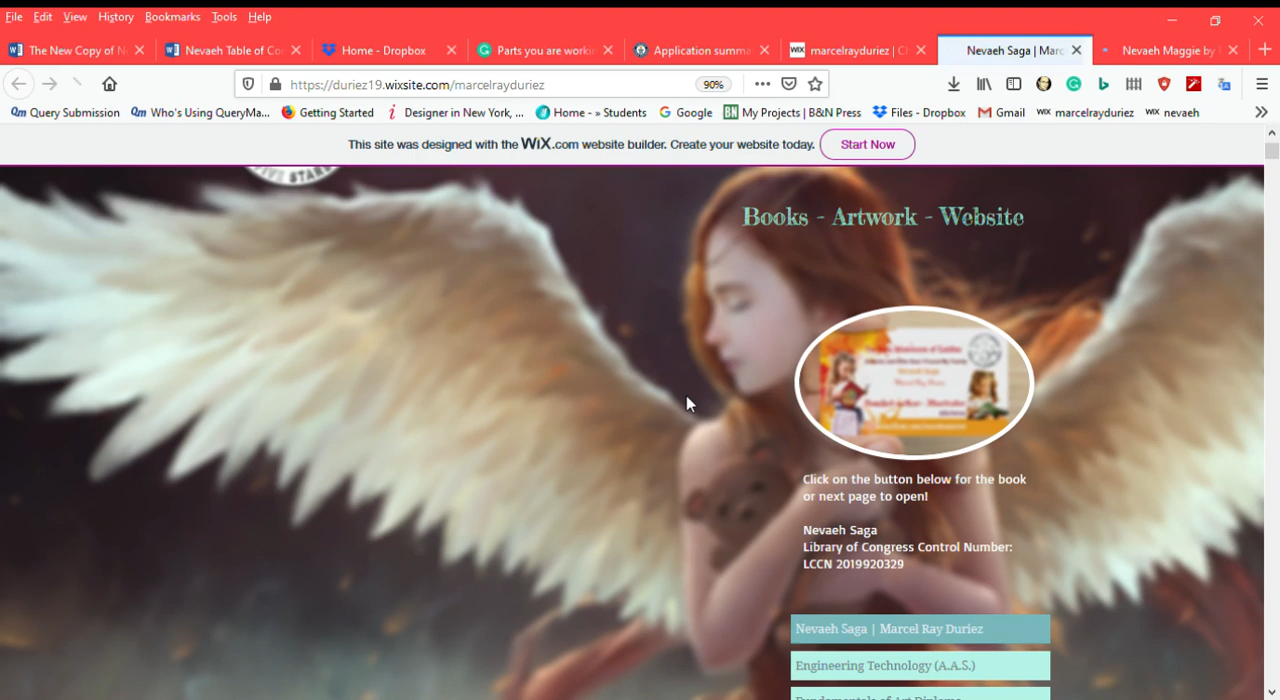 File Edit View History Bookmarks Tools Help
The New Copy of N
Nevaeh Table of Co
Home - Dropbox
Parts you are worki
Application summa
marcelrayduriez | C
Nevaeh Saga | Marc
Nevaeh Maggie by
https://duriez19.wixsite.com/marcelrayduriez
90%
Query Submission
Who's Using QueryMa...
Getting Started
Designer in New York, ...
Home - » Students
Google
My Projects | B&N Press
Files - Dropbox
Gmail
marcelrayduriez
nevaeh
This site was designed with the WiX.com website builder. Create your website today. Start Now
Books - Artwork - Website
Click on the button below for the book
or next page to open!
Nevaeh Saga
Library of Congress Control Number:
LCCN 2019920329
Nevaeh Saga | Marcel Ray Duriez
Engineering Technology (A.A.S.)
Fundamentals of Art Diploma